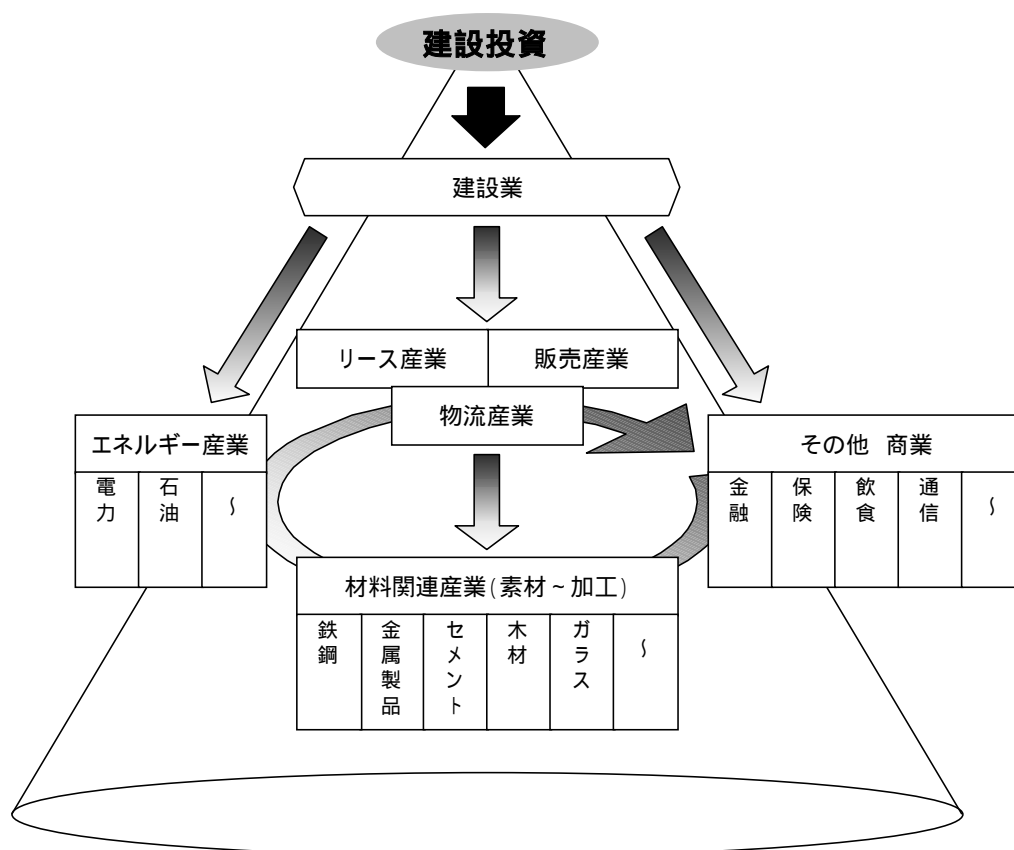 建設投資
建設業
リース産業
販売産業
物流産業
エネルギー産業
電力
石油
～
その他 商業
金融
保険
飲食
通信
～
材料関連産業(素材~加工)
鉄鋼
金属製品
セメント
木材
ガラス
～